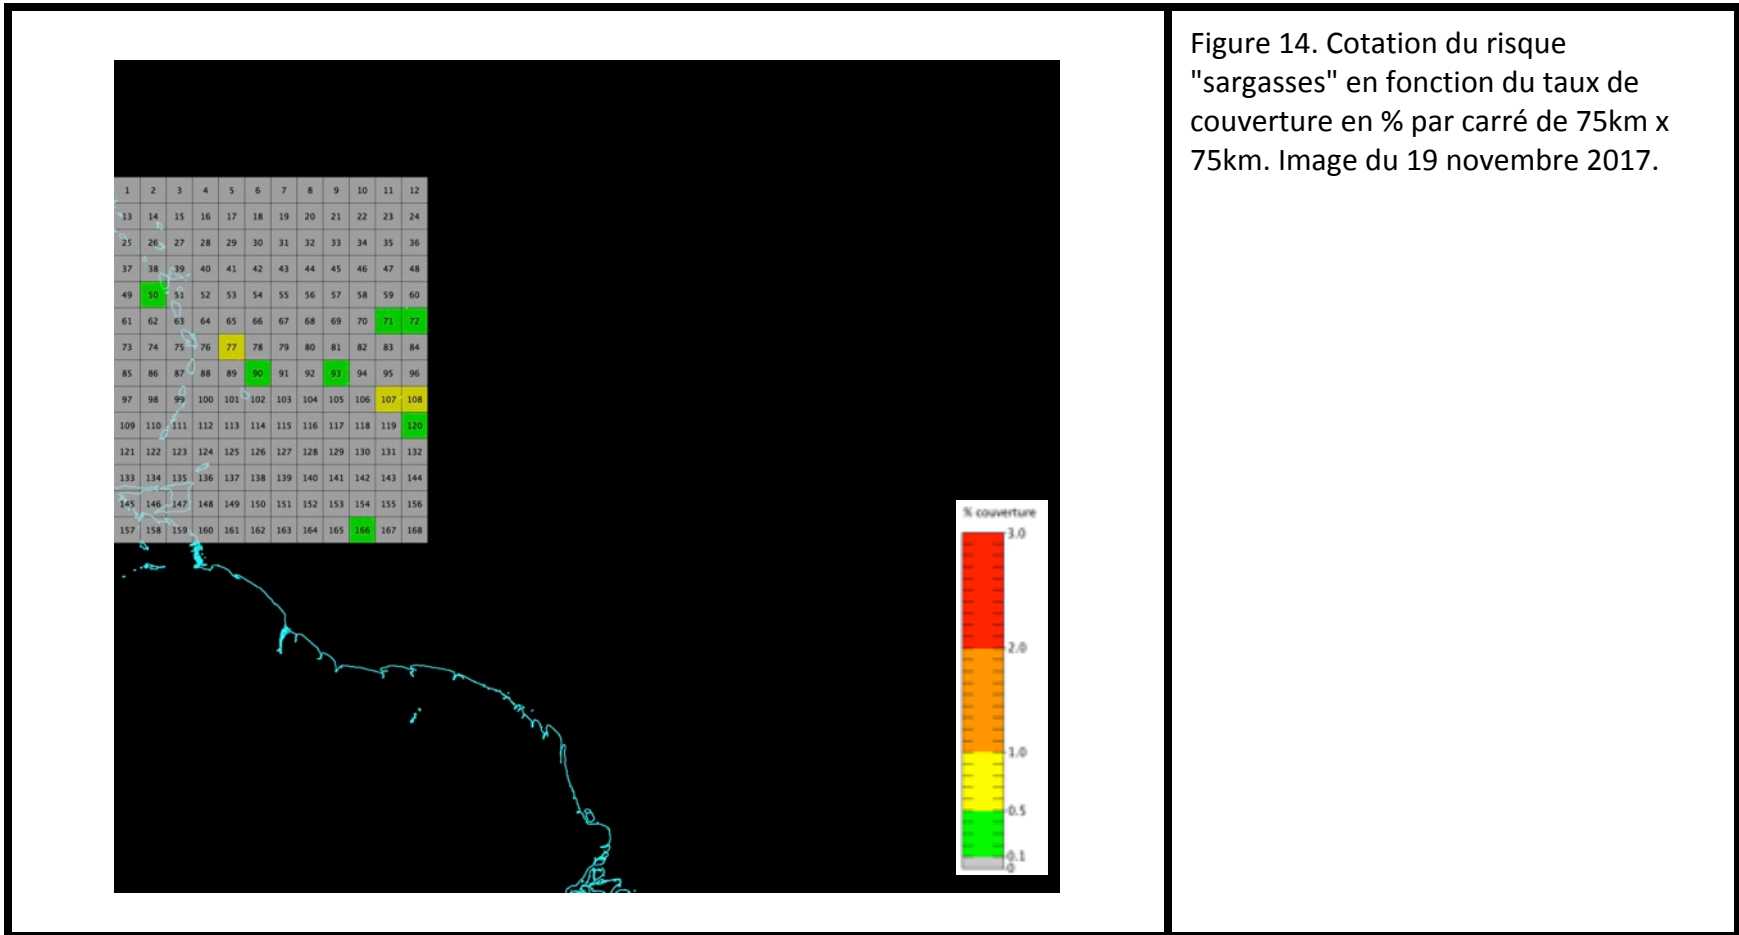 1 2 3 4 5 6 7 8 9 10 11 12
13 14 15 16 17 18 19 20 21 22 23 24
25 26 27 28 29 30 31 32 33 34 35 36
37 38 39 40 41 42 43 44 45 46 47 48
49 50 51 52 53 54 55 56 57 58 59 60
61 62 63 64 65 66 67 68 69 70 71 72
73 74 75 76 77 78 79 80 81 82 83 84
85 86 87 88 89 90 91 92 93 94 95 96
97 98 99 100 101 102 103 104 105 106 107 108
109 110 111 112 113 114 115 116 117 118 119 120
121 122 123 124 125 126 127 128 129 130 131 132
133 134 135 136 137 138 139 140 141 142 143 144
145 146 147 148 149 150 151 152 153 154 155 156
157 158 159 160 161 162 163 164 165 166 167 168
% couverture
3.0
2.0
1.0
0.5
0.1
0
Figure 14. Cotation du risque
"sargasses" en fonction du taux de
couverture en % par carré de 75km x
75km. Image du 19 novembre 2017.